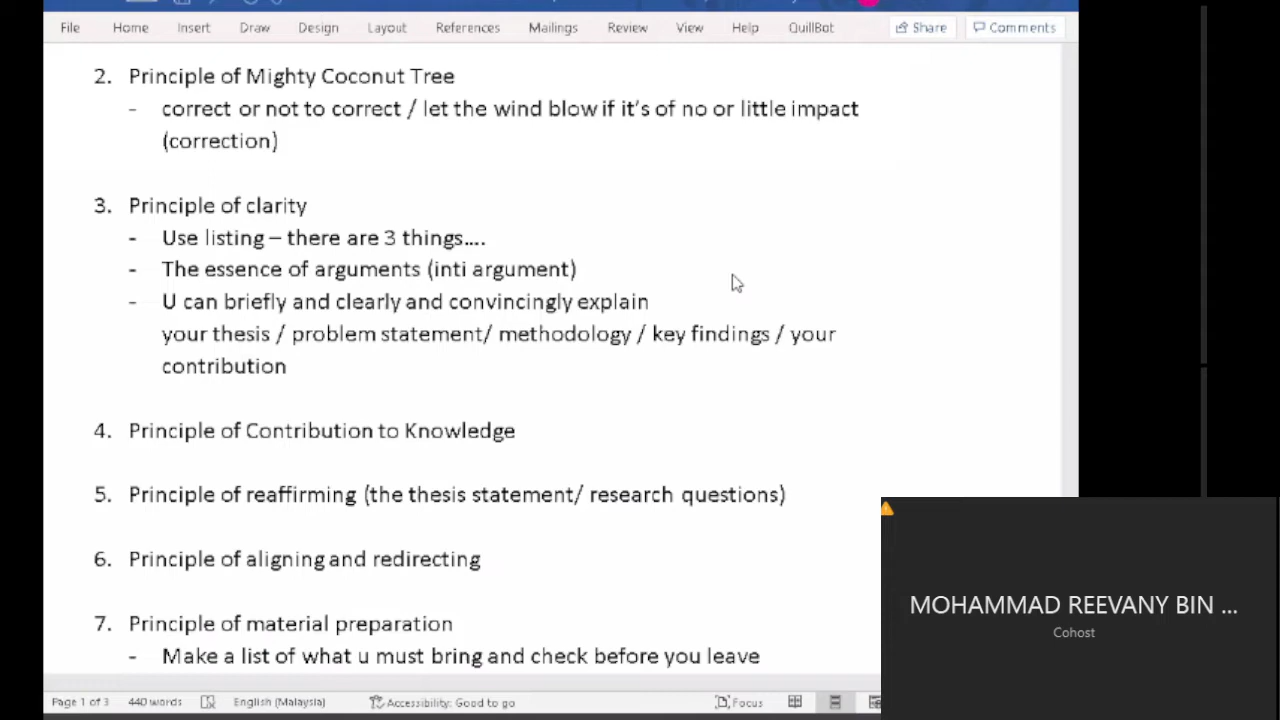 File Home Insert Draw Design Layout References Mailings Review View Help QuillBot Share Comments
2. Principle of Mighty Coconut Tree
- correct or not to correct / let the wind blow if it's of no or little impact
(correction)
3. Principle of clarity
- Use listing – there are 3 things....
- The essence of arguments (inti argument)
- U can briefly and clearly and convincingly explain
your thesis / problem statement/ methodology / key findings / your
contribution
4. Principle of Contribution to Knowledge
5. Principle of reaffirming (the thesis statement/ research questions)
6. Principle of aligning and redirecting
7. Principle of material preparation
- Make a list of what u must bring and check before you leave
MOHAMMAD REEVANY BIN ...
Cohost
Page 1 of 3 440 words English (Malaysia) Accessibility: Good to go Focus